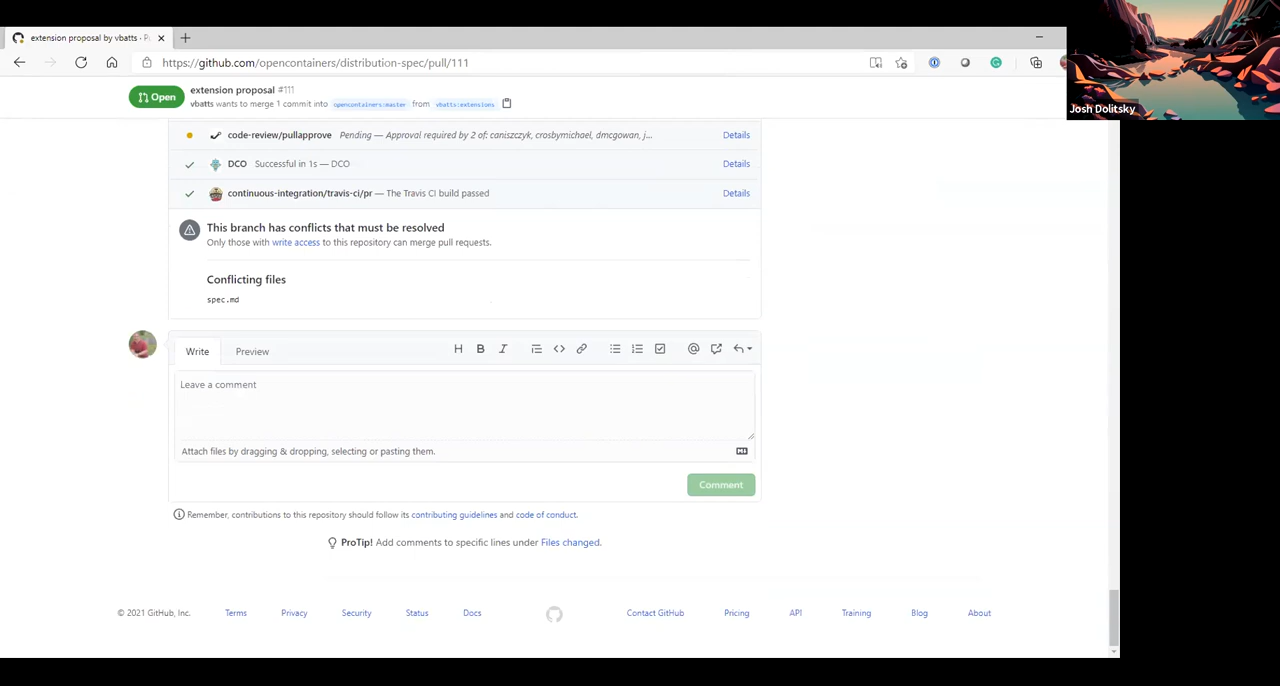 extension proposal by vbatts · P
https://github.com/opencontainers/distribution-spec/pull/111
Josh Dolitsky
Open
extension proposal #111
vbatts wants to merge 1 commit into opencontainers:master from vbatts:extensions
code-review/pullapprove Pending — Approval required by 2 of: caniszczyk, crosbymichael, dmcgowan, j... Details
DCO Successful in 1s — DCO Details
continuous-integration/travis-ci/pr — The Travis CI build passed Details
This branch has conflicts that must be resolved
Only those with write access to this repository can merge pull requests.
Conflicting files
spec.md
Write Preview
Leave a comment
Attach files by dragging & dropping, selecting or pasting them.
Comment
Remember, contributions to this repository should follow its contributing guidelines and code of conduct.
ProTip! Add comments to specific lines under Files changed.
© 2021 GitHub, Inc. Terms Privacy Security Status Docs Contact GitHub Pricing API Training Blog About